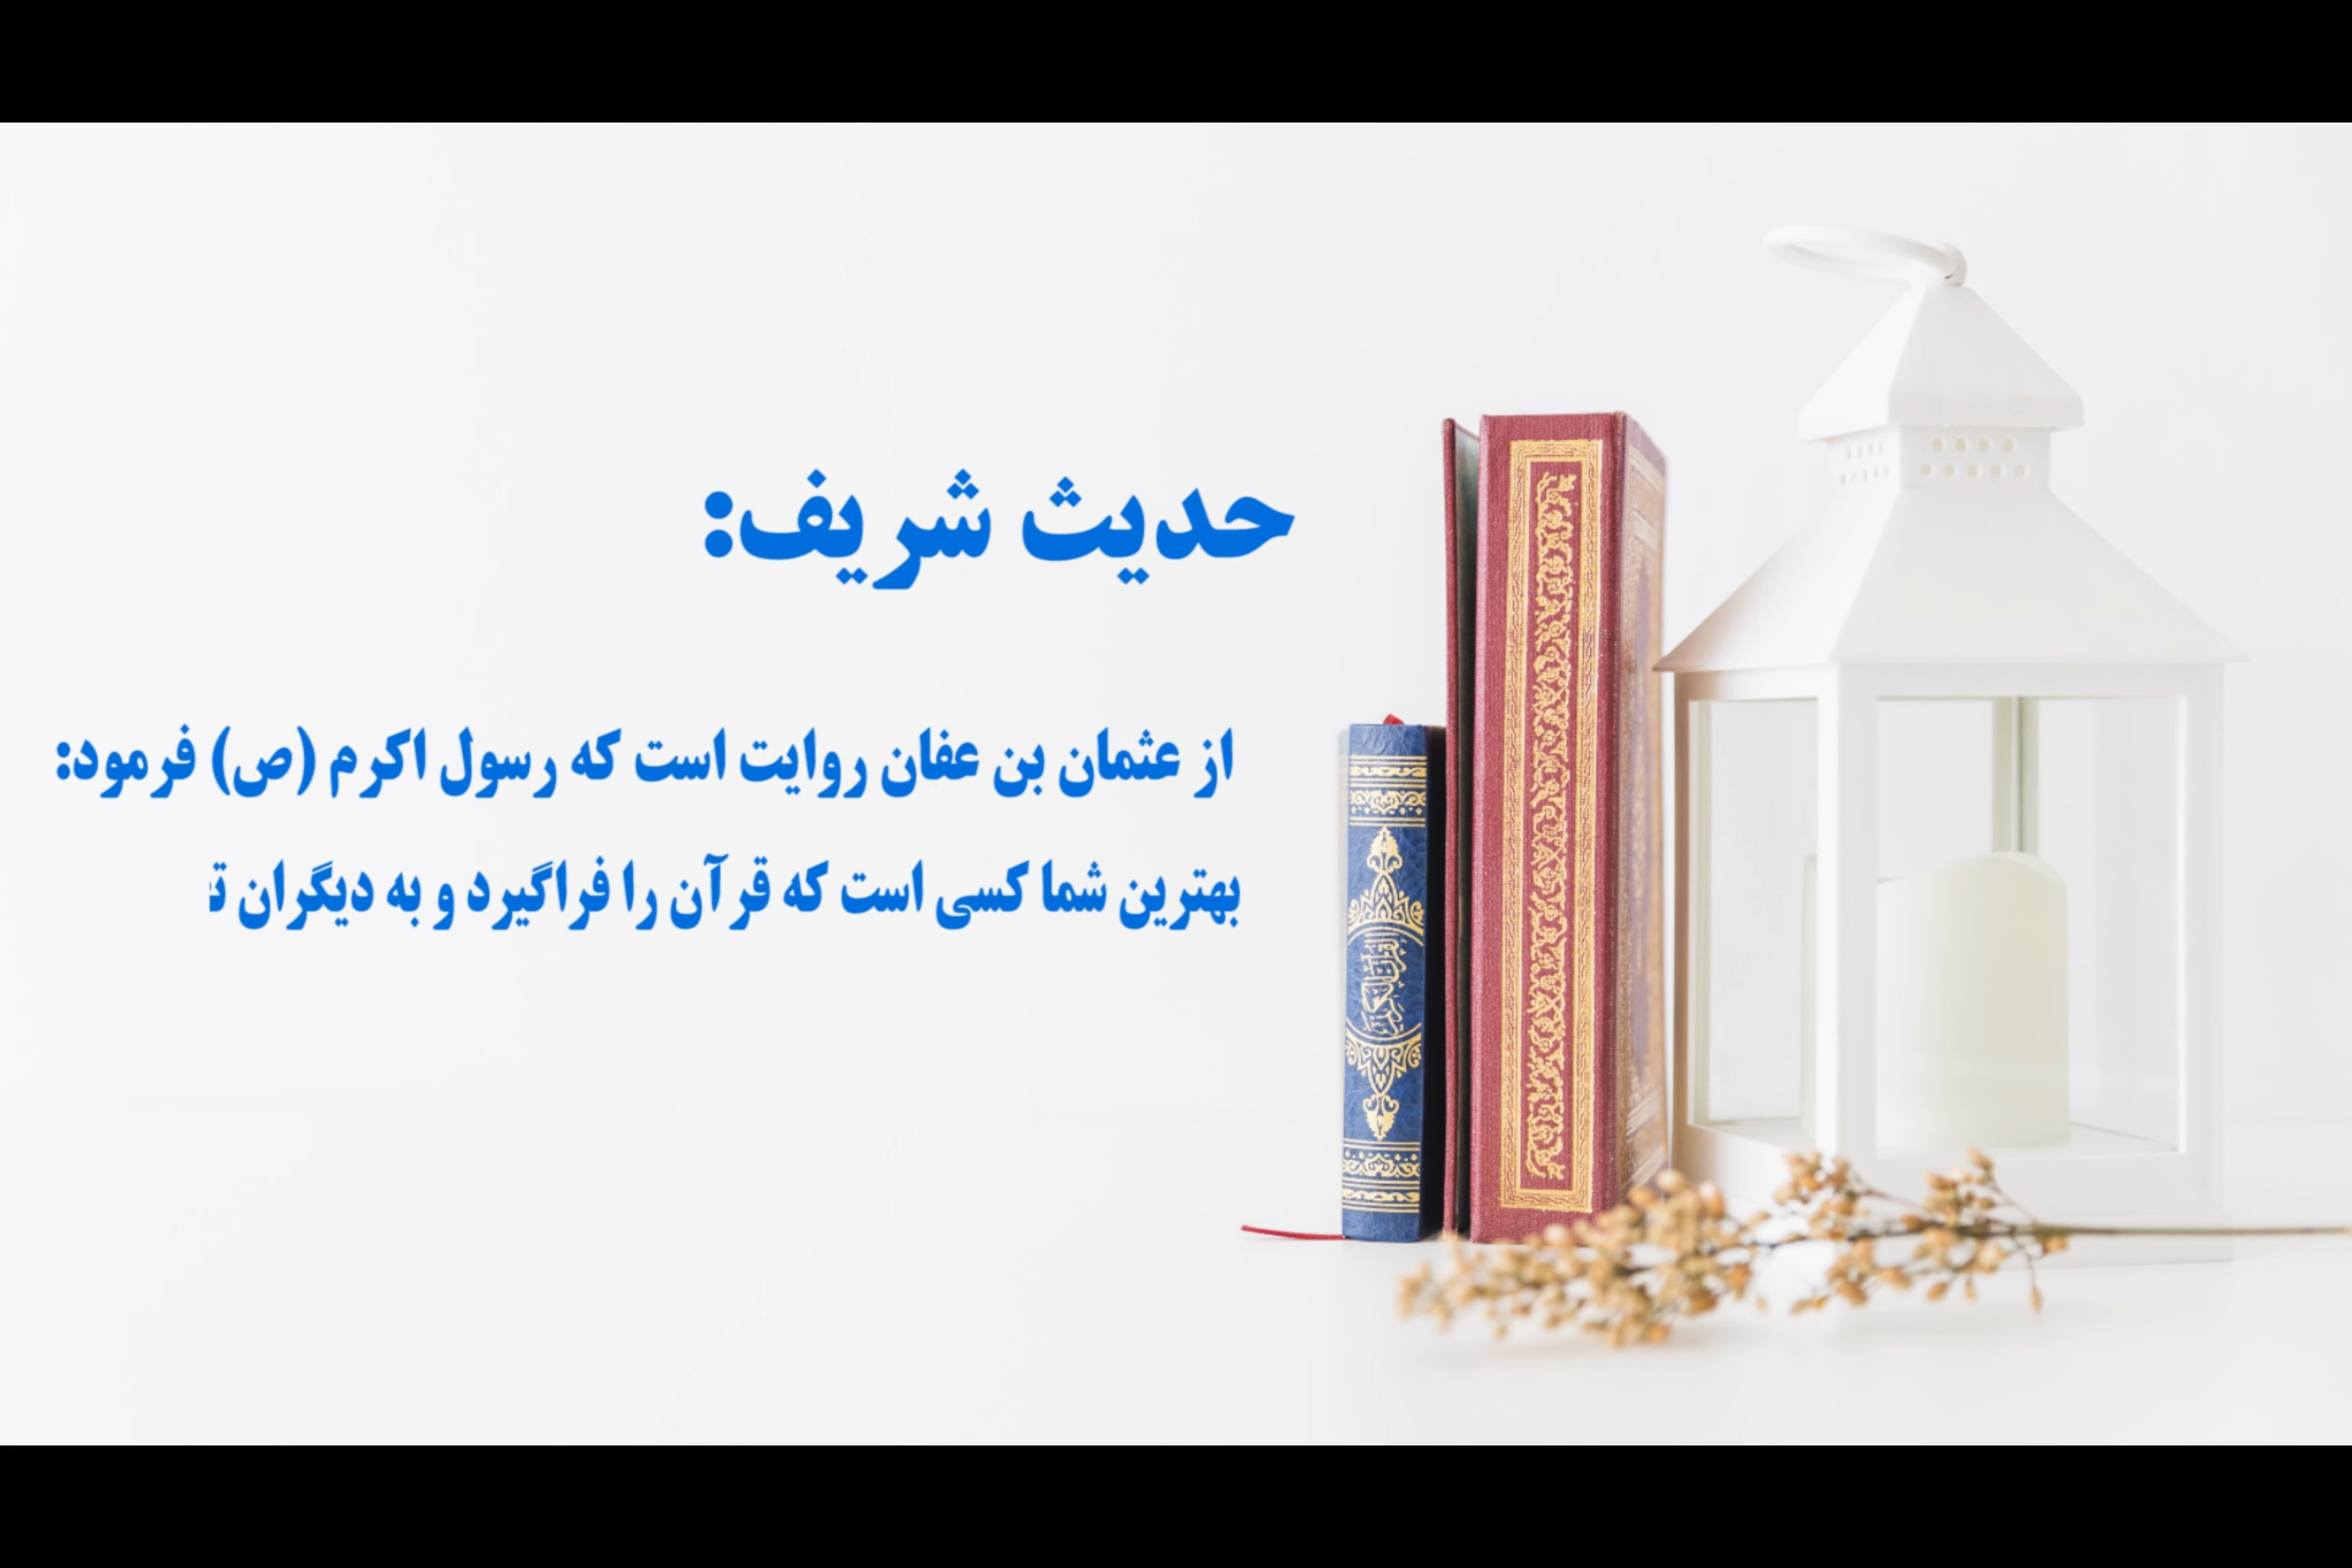 حدیث شریف:
از عثمان بن عفان روایت است که رسول اکرم (ص) فرمود:
بهترین شما کسی است که قرآن را فراگیرد و به دیگران